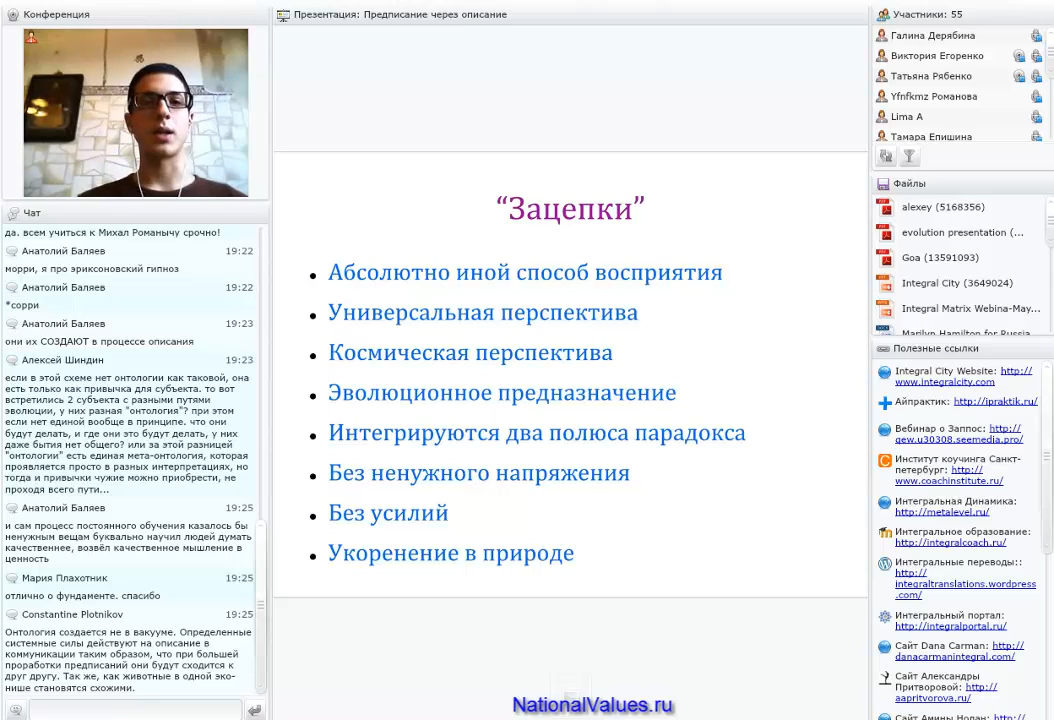 Конференция
Чат
да. всем учиться к Михал Романычу срочно!
Анатолий Баляев 19:22
морри, я про эриксоновский гипноз
Анатолий Баляев 19:22
*сорри
Анатолий Баляев 19:23
они их СОЗДАЮТ в процессе описания
Алексей Шиндин 19:23
если в этой схеме нет онтологии как таковой, она
есть только как привычка для субъекта. то вот
встретились 2 субъекта с разными путями
эволюции, у них разная "онтология"? при этом
если нет единой вообще в принципе. что они
будут делать, и где они это будут делать, у них
даже бытия нет общего? или за этой разницей
"онтологии" есть единая мета-онтология, которая
проявляется просто в разных интерпретациях, но
тогда и привычки чужие можно приобрести, не
проходя всего пути...
Анатолий Баляев 19:25
и сам процесс постоянного обучения казалось бы
ненужным вещам буквально научил людей думать
качественнее, возвёл качественное мышление в
ценность
Мария Плахотник 19:25
отлично о фундаменте. спасибо
Constantine Plotnikov 19:25
Онтология создается не в вакууме. Определенные
системные силы действуют на описание в
коммуникации таким образом, что при большей
проработки предписаний они будут сходится к
друг другу. Так же, как животные в одной эко-
нише становятся схожими.
Презентация: Предписание через описание
“Зацепки”
Абсолютно иной способ восприятия
Универсальная перспектива
Космическая перспектива
Эволюционное предназначение
Интегрируются два полюса парадокса
Без ненужного напряжения
Без усилий
Укоренение в природе
NationalValues.ru
Участники: 55
Галина Дерябина
Виктория Егоренко
Татьяна Рябенко
Yfnfkmz Романова
Lima A
Тамара Епишина
Файлы
alexey (5168356)
evolution presentation (...
Goa (13591093)
Integral City (3649024)
Integral Matrix Webina-May...
Marilyn Hamilton for Russia
Полезные ссылки
Integral City Website: http://
www.integralcity.com
Айпрактик: http://ipraktik.ru/
Вебинар о Заппос: http://
qew.u30308.seemedia.pro/
Институт коучинга Санкт-
петербург: http://
www.coachinstitute.ru/
Интегральная Динамика:
http://metalevel.ru/
Интегральное образование:
http://integralcoach.ru/
Интегральные переводы::
http://
integraltranslations.wordpress
.com/
Интегральный портал:
http://integralportal.ru/
Сайт Dana Carman: http://
danacarmanintegral.com/
Сайт Александры
Притворовой: http://
aapritvorova.ru/
Сайт Амины Нолан: http://